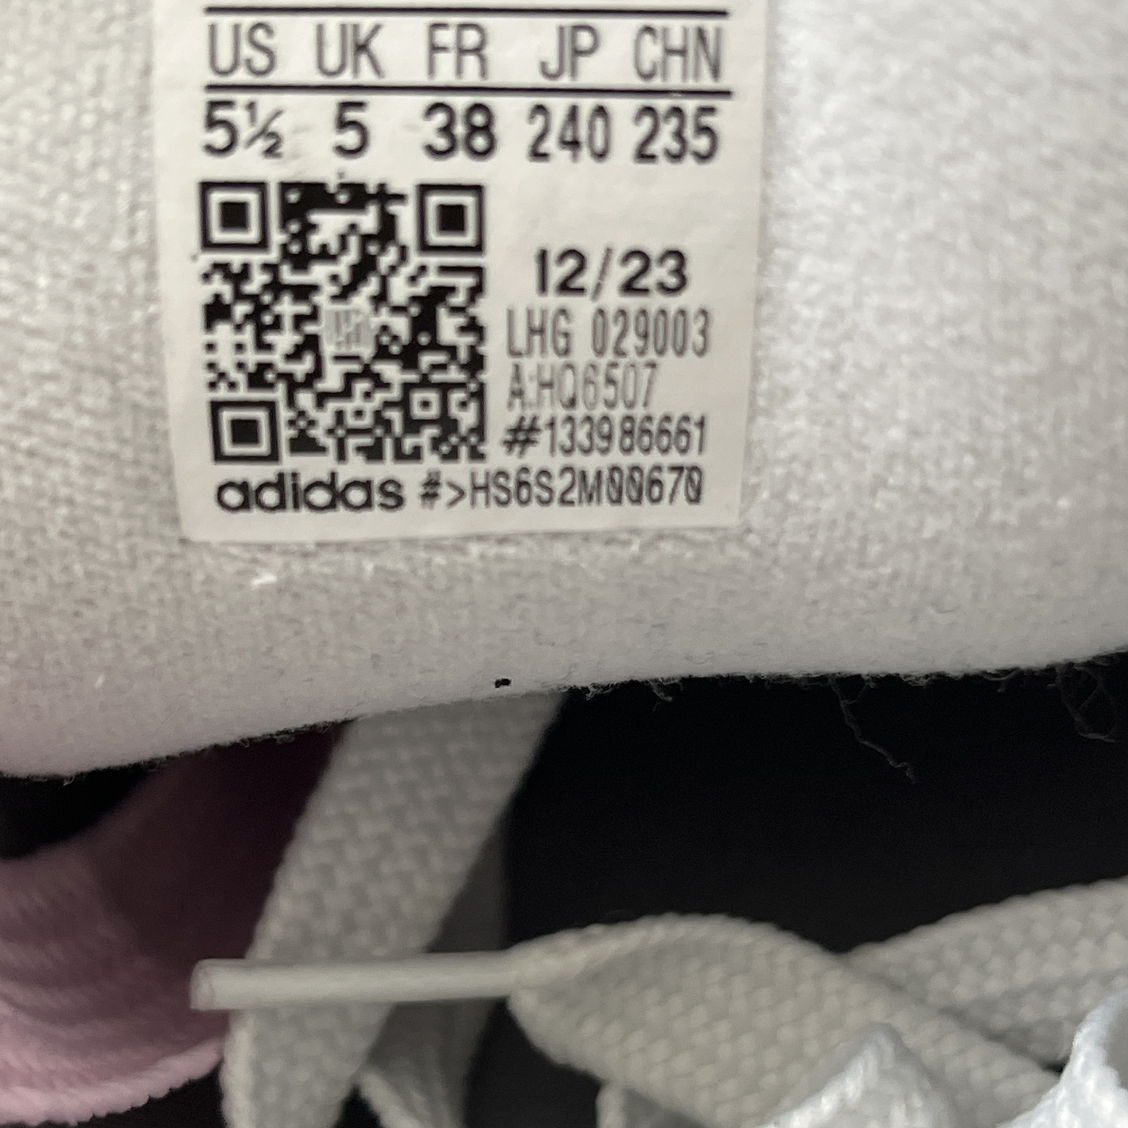 US UK FR JP CHN
5½ 5 38 240 235
12/23
LHG 029003
A:HQ6507
#133986661
adidas #>HS6S2M00670